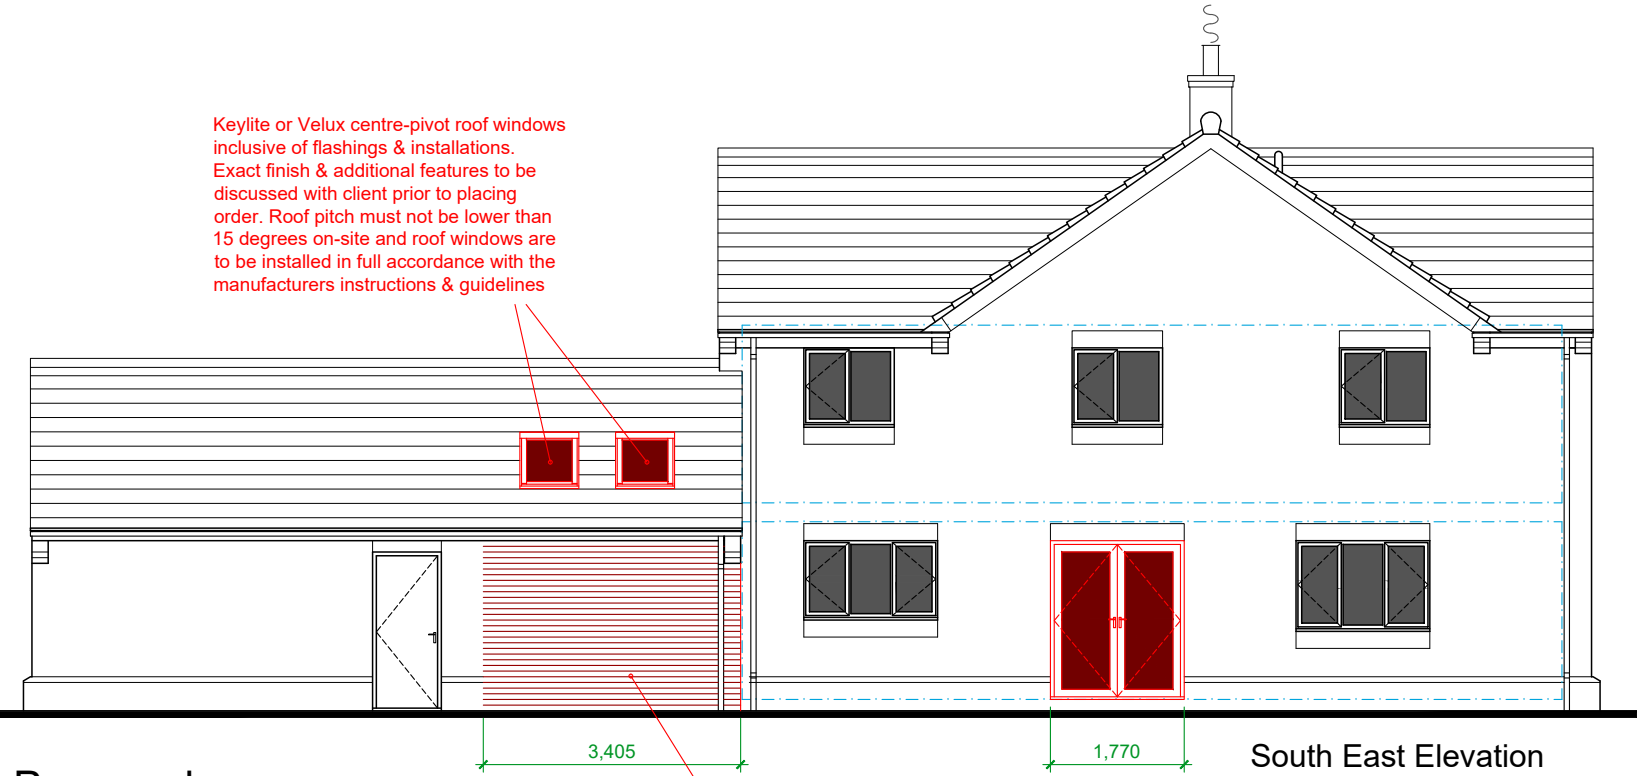 Keylite or Velux centre-pivot roof windows
inclusive of flashings & installations.
Exact finish & additional features to be
discussed with client prior to placing
order. Roof pitch must not be lower than
15 degrees on-site and roof windows are
to be installed in full accordance with the
manufacturers instructions & guidelines
3,405
1,770
South East Elevation